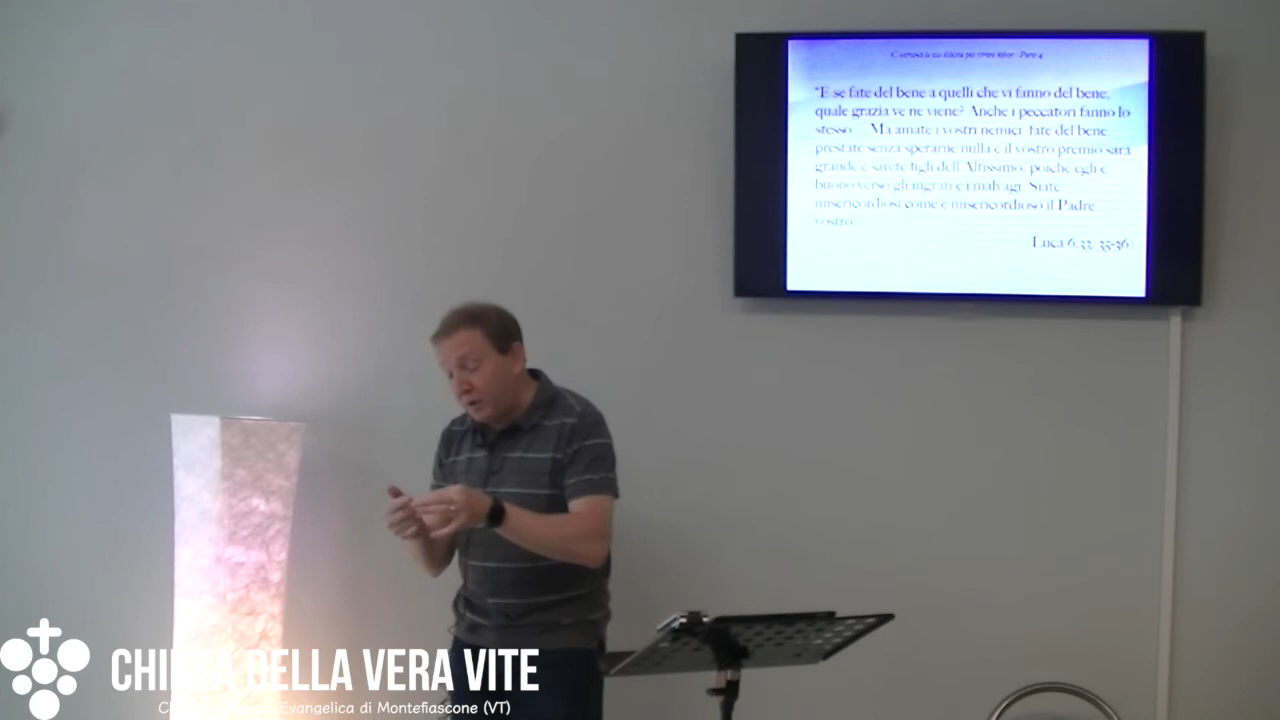 "E se fate del bene a quelli che vi fanno del bene,
quale grazia ve ne viene? Anche i peccatori fanno lo
stesso... Ma amate i vostri nemici, fate del bene,
prestate senza sperarne nulla e il vostro premio sarà
grande e sarete figli dell'Altissimo, poiché egli è
buono verso gli ingrati e i malvagi. Siate
misericordiosi come è misericordioso il Padre
vostro.
Luca 6:33, 35-36
CHIESA DELLA VERA VITE
Evangelica di Montefiascone (VT)